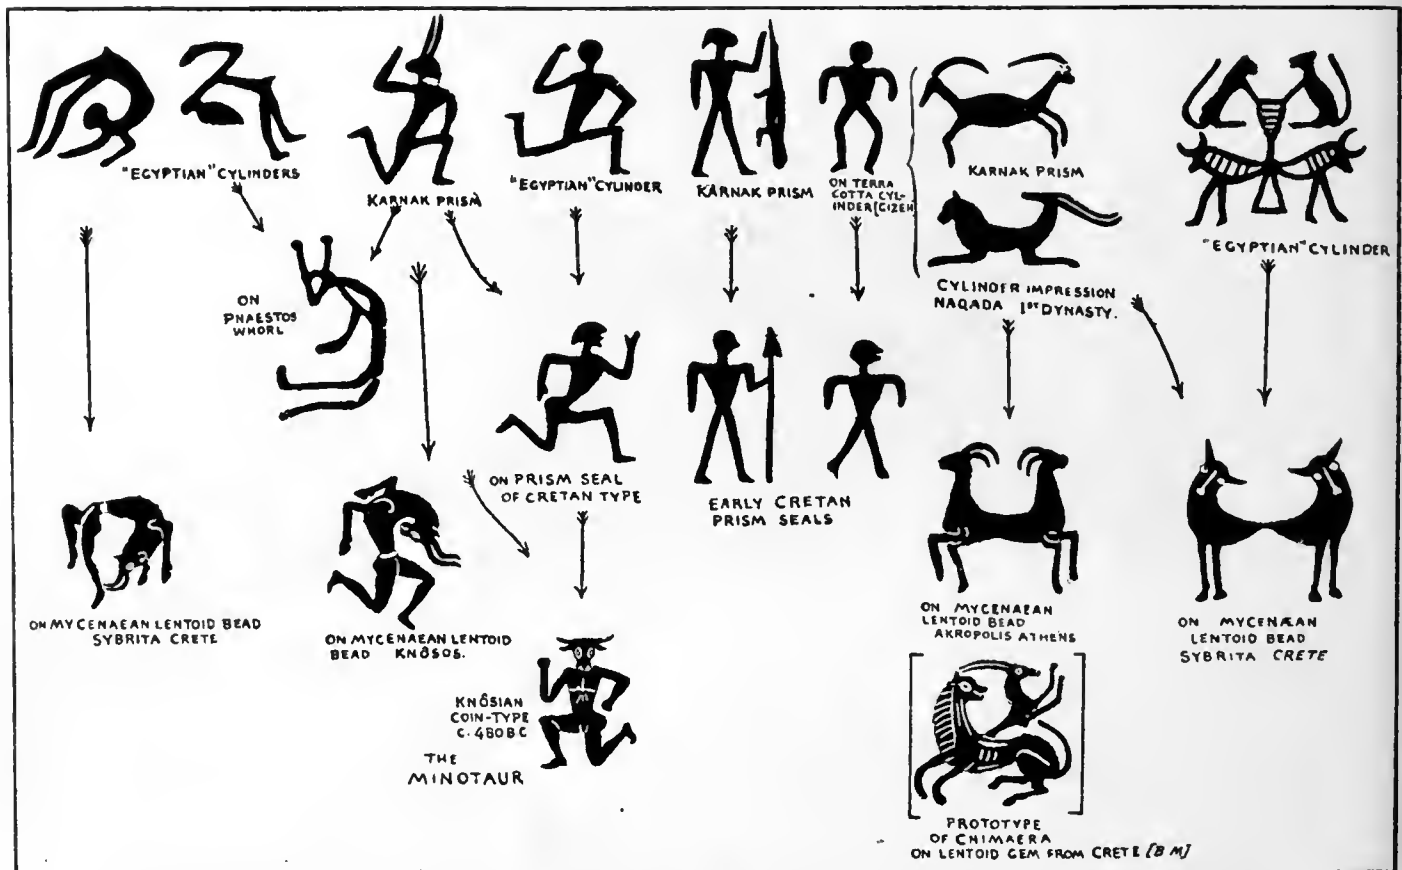 "EGYPTIAN" CYLINDERS
KARNAK PRISM
"EGYPTIAN" CYLINDER
KARNAK PRISM
ON TERRA
COTTA CYL-
INDER [GIZEH
KARNAK PRISM
CYLINDER IMPRESSION
NAQADA 1ST DYNASTY.
"EGYPTIAN" CYLINDER
ON
PHAESTOS
WHORL
ON PRISM SEAL
OF CRETAN TYPE
EARLY CRETAN
PRISM SEALS
ON MYCENAEAN LENTOID BEAD
SYBRITA CRETE
ON MYCENAEAN LENTOID
BEAD KNÔSOS.
KNÔSIAN
COIN-TYPE
C. 480 BC
THE
MINOTAUR
ON MYCENAEAN
LENTOID BEAD
AKROPOLIS ATHENS
ON MYCENÆAN
LENTOID BEAD
SYBRITA CRETE
PROTOTYPE
OF CHIMAERA
ON LENTOID GEM FROM CRETE [B M]